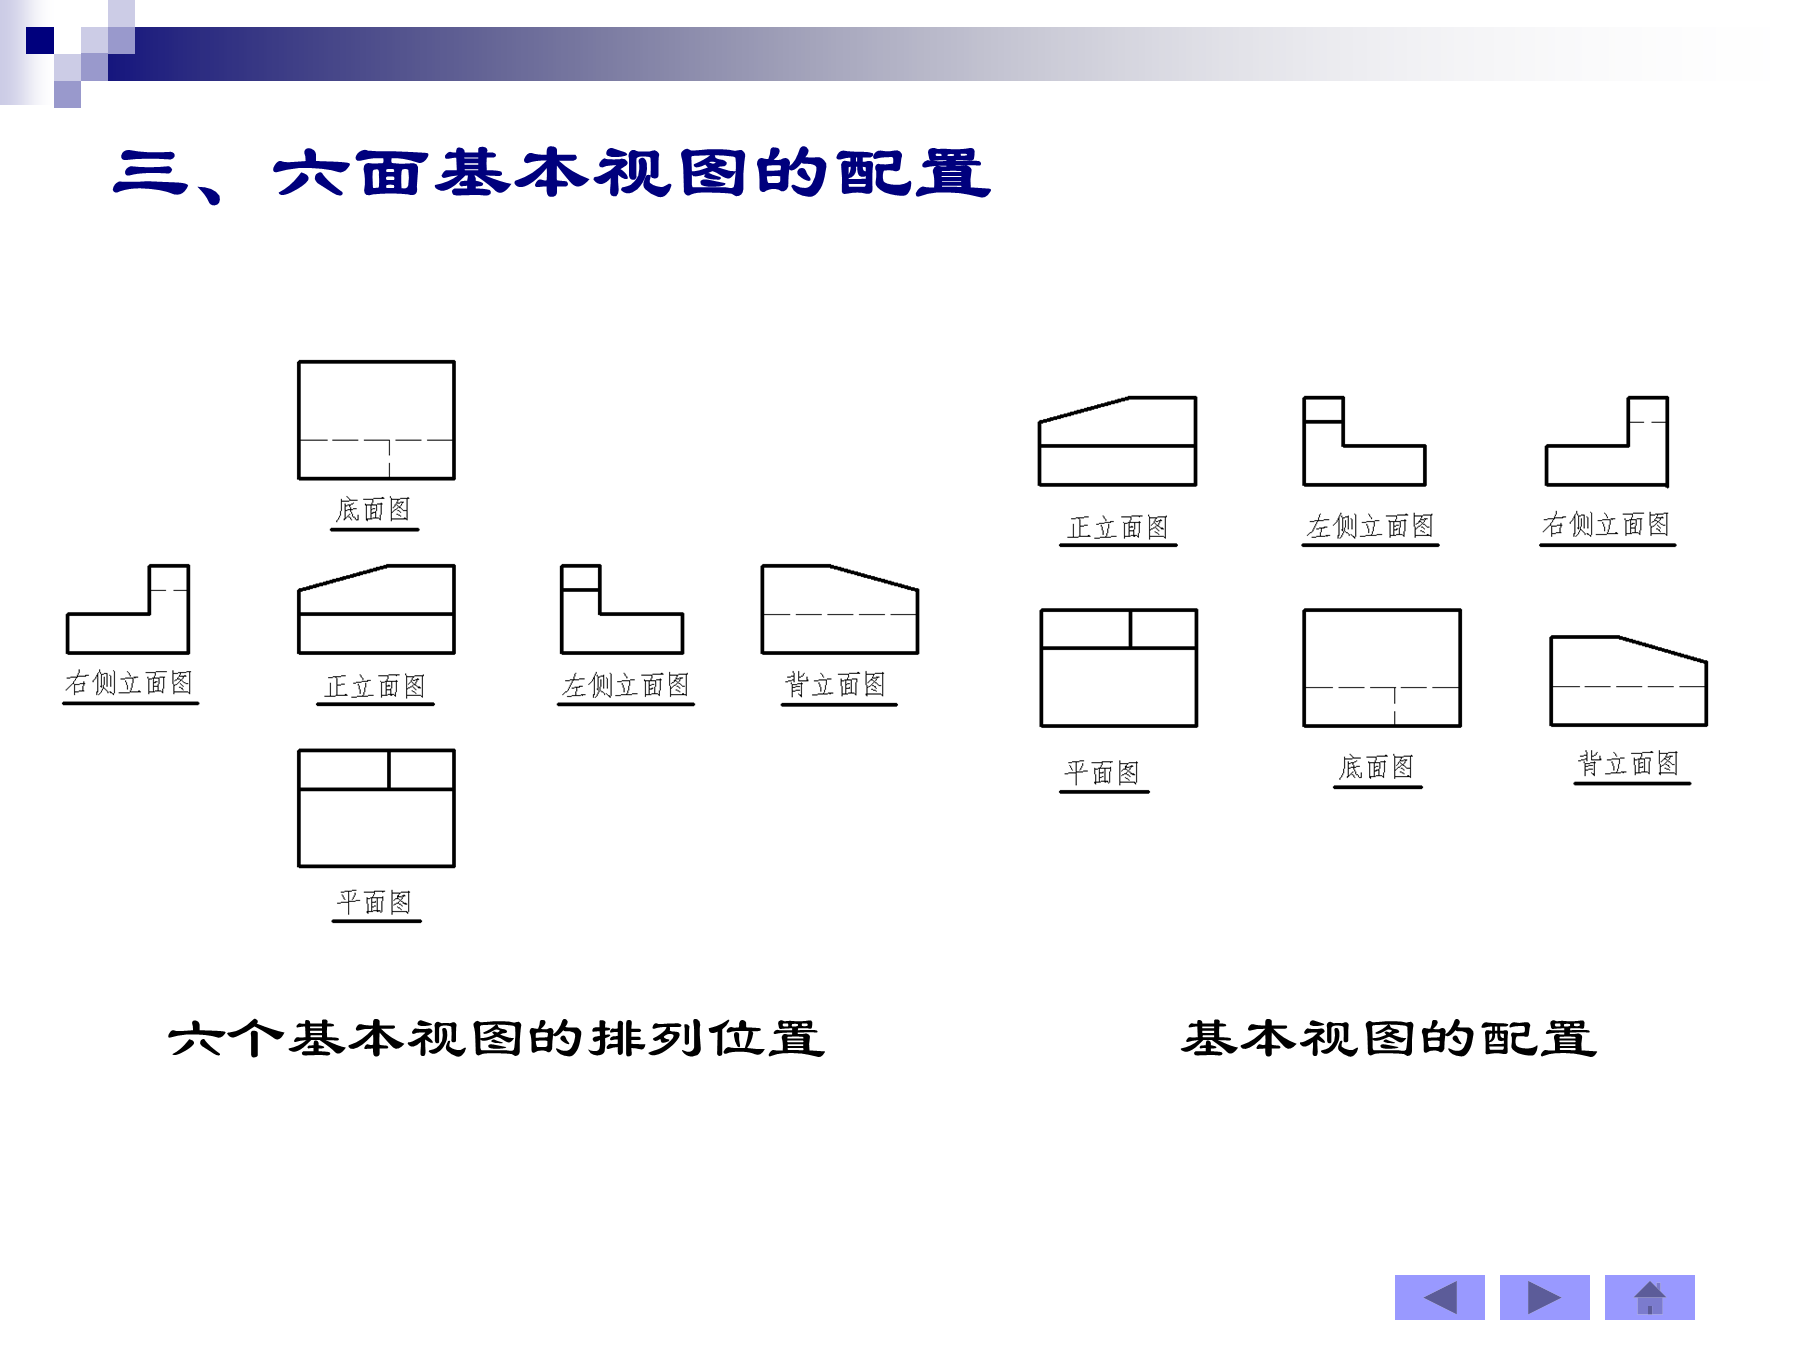 三、六面基本视图的配置
底面图
右侧立面图
正立面图
左侧立面图
背立面图
平面图
六个基本视图的排列位置
正立面图
左侧立面图
右侧立面图
平面图
底面图
背立面图
基本视图的配置